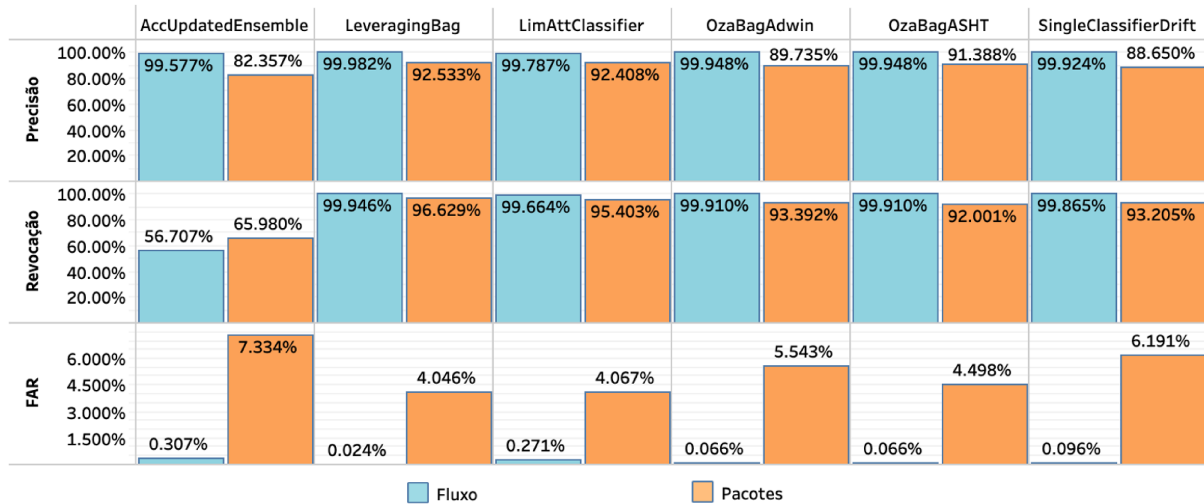 AccUpdatedEnsemble LeveragingBag LimAttClassifier OzaBagAdwin OzaBagASHT SingleClassifierDrift
Precisão
100.00%
80.00%
60.00%
40.00%
20.00%
99.577% 82.357% 99.982% 92.533% 99.787% 92.408% 99.948% 89.735% 99.948% 91.388% 99.924% 88.650%
Revocação
100.00%
80.00%
60.00%
40.00%
20.00%
56.707% 65.980% 99.946% 96.629% 99.664% 95.403% 99.910% 93.392% 99.910% 92.001% 99.865% 93.205%
FAR
6.000%
4.500%
3.000%
1.500%
0.307% 7.334% 0.024% 4.046% 0.271% 4.067% 0.066% 5.543% 0.066% 4.498% 0.096% 6.191%
Fluxo Pacotes